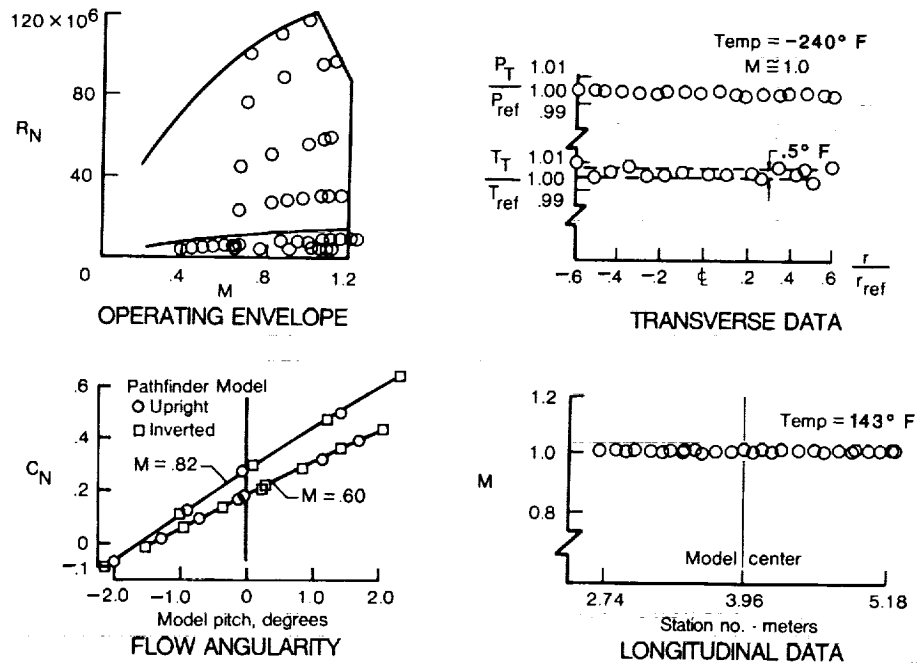 120 × 10⁶
80
R_N
40
0
.4
.8
1.2
M
OPERATING ENVELOPE
Temp = −240° F
M ≅ 1.0
P_T
P_ref
1.01
1.00
.99
T_T
T_ref
1.01
1.00
.99
.5° F
−.6
−.4
−.2
℄
.2
.4
.6
r
r_ref
TRANSVERSE DATA
.6
.4
C_N
.2
0
−.1
Pathfinder Model
Upright
Inverted
M = .82
M = .60
−2.0
−1.0
0
1.0
2.0
Model pitch, degrees
FLOW ANGULARITY
1.2
1.0
M
0.8
Temp = 143° F
Model center
2.74
3.96
5.18
Station no. - meters
LONGITUDINAL DATA